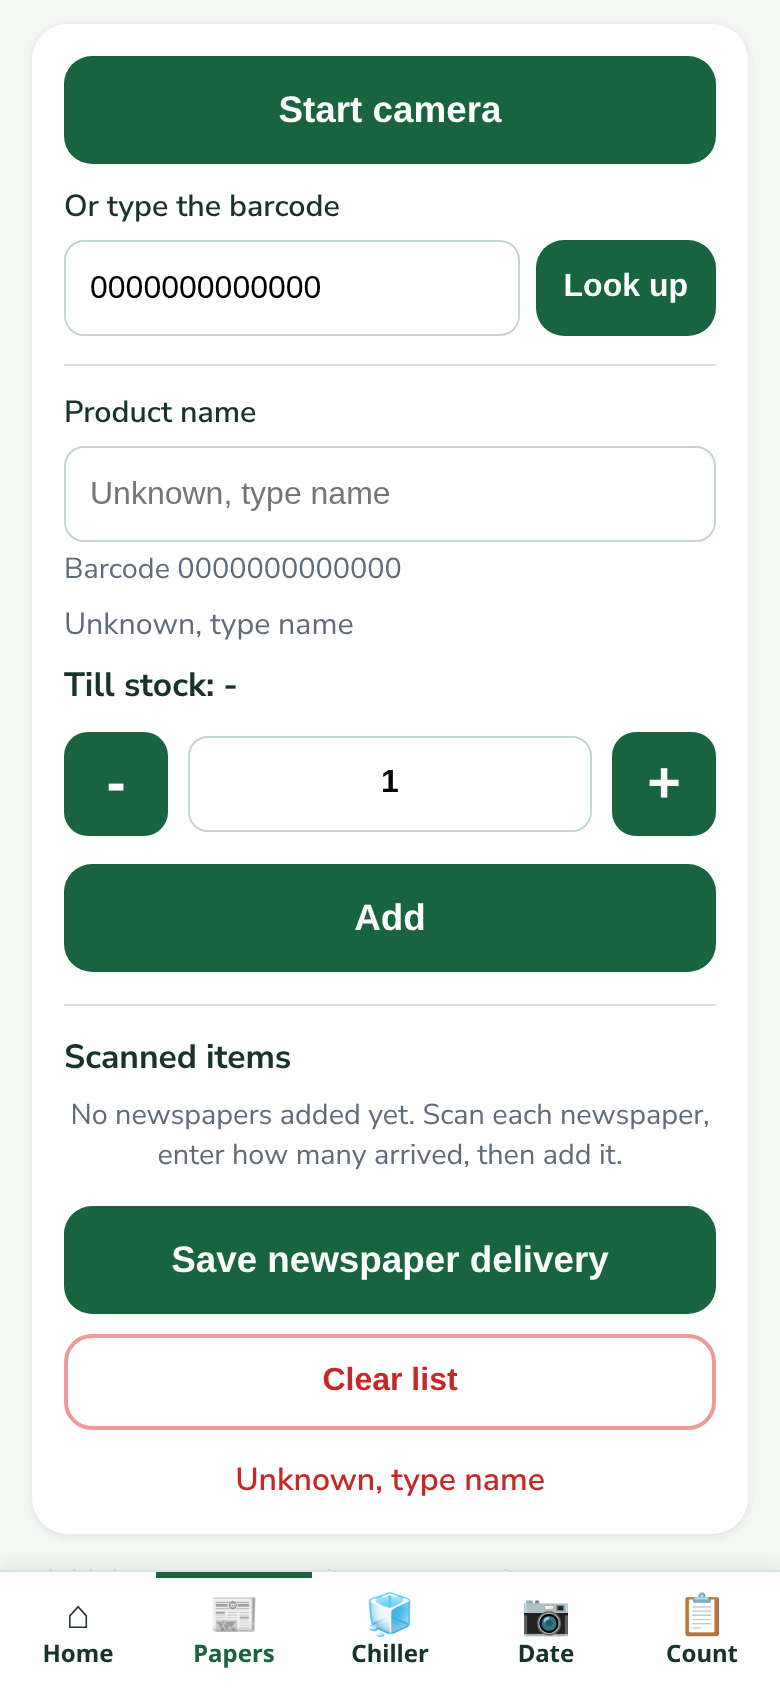 Start camera
Or type the barcode
0000000000000
Look up
Product name
Unknown, type name
Barcode 0000000000000
Unknown, type name
Till stock: -
-
1
+
Add
Scanned items
No newspapers added yet. Scan each newspaper,
enter how many arrived, then add it.
Save newspaper delivery
Clear list
Unknown, type name
Home
Papers
Chiller
Date
Count